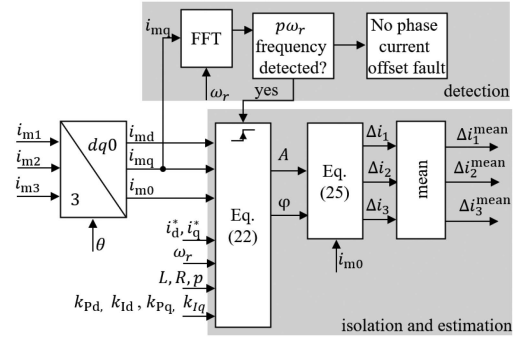 i_mq
FFT
ω_r
pω_r
frequency
detected?
No phase
current
offset fault
yes
detection
i_m1
i_m2
i_m3
dq0
3
θ
i_md
i_mq
i_m0
i*_d, i*_q
ω_r
L, R, p
k_Pd, k_Id , k_Pq, k_Iq
Eq.
(22)
A
φ
Eq.
(25)
i_m0
Δi_1
Δi_2
Δi_3
mean
Δi_1^mean
Δi_2^mean
Δi_3^mean
isolation and estimation